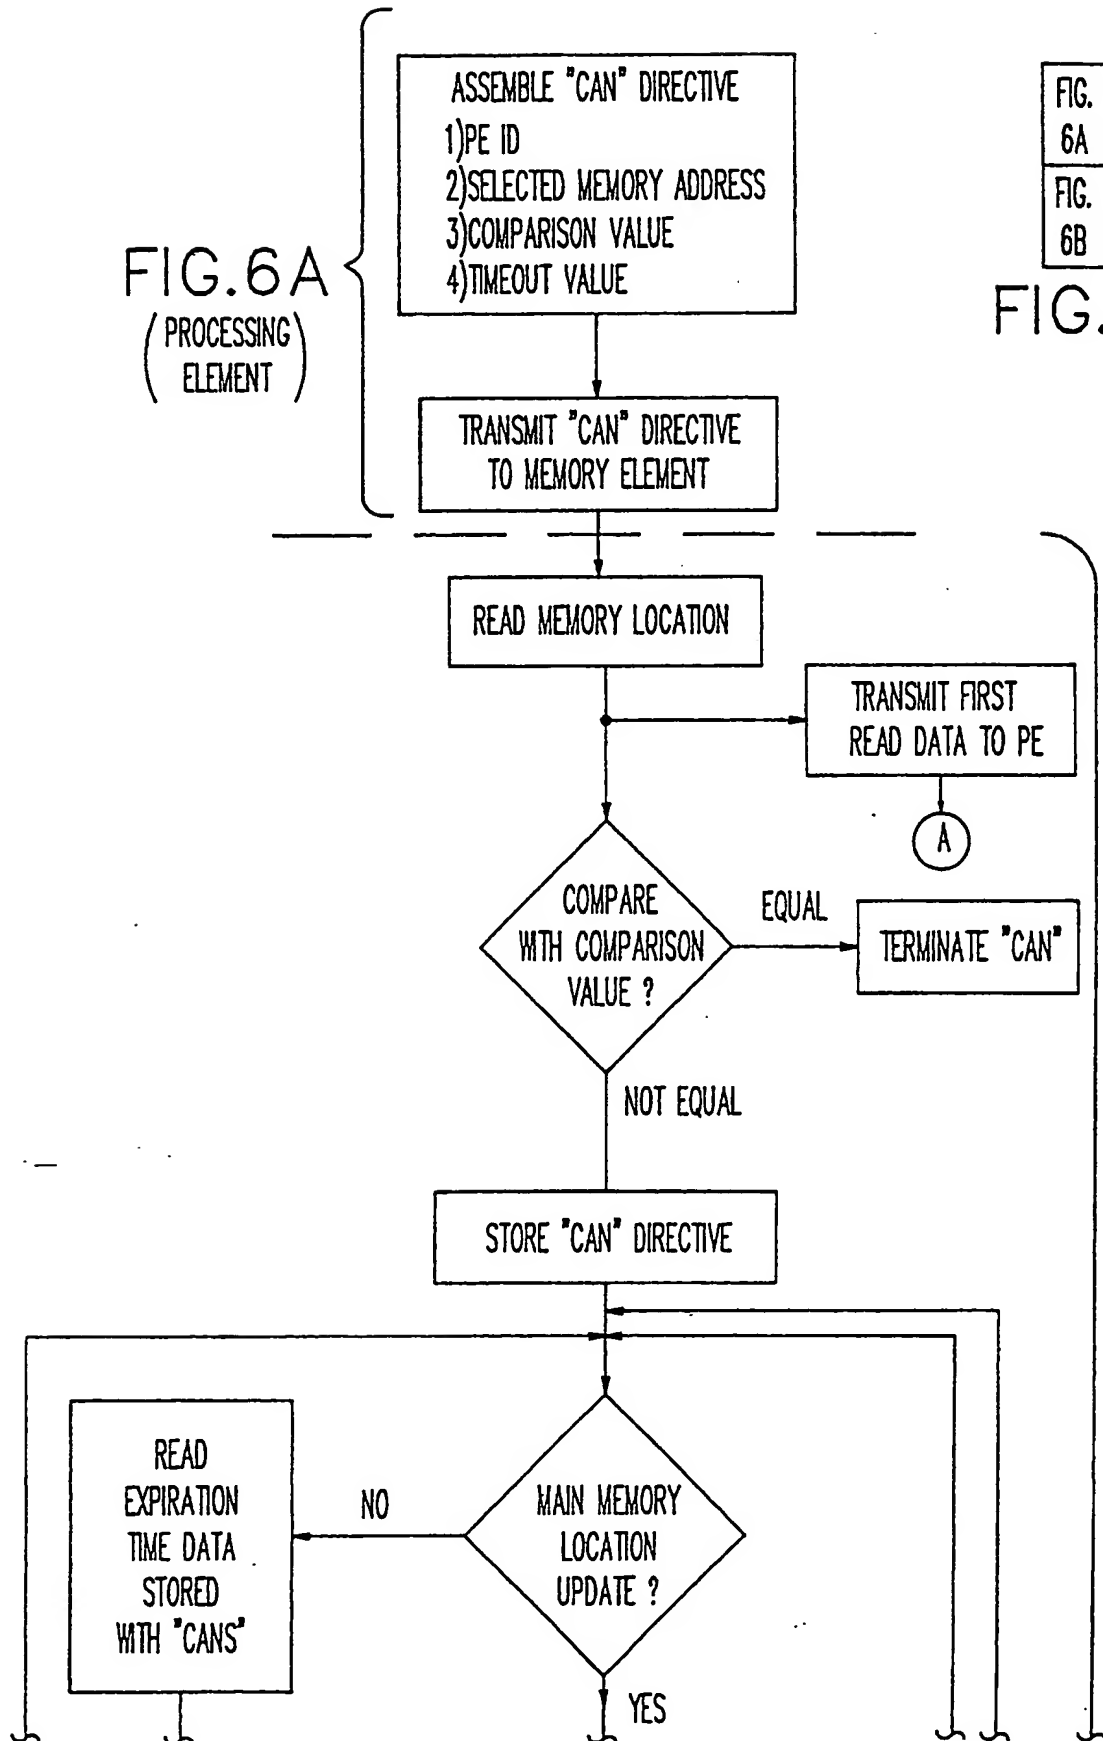 ASSEMBLE "CAN" DIRECTIVE
1)PE ID
2)SELECTED MEMORY ADDRESS
3)COMPARISON VALUE
4)TIMEOUT VALUE
FIG.
6A
FIG.
6B
FIG.
FIG.6A
(PROCESSING
ELEMENT)
TRANSMIT "CAN" DIRECTIVE
TO MEMORY ELEMENT
READ MEMORY LOCATION
TRANSMIT FIRST
READ DATA TO PE
A
COMPARE
WITH COMPARISON
VALUE ?
EQUAL
TERMINATE "CAN"
NOT EQUAL
STORE "CAN" DIRECTIVE
READ
EXPIRATION
TIME DATA
STORED
WITH "CANS"
NO
MAIN MEMORY
LOCATION
UPDATE ?
YES